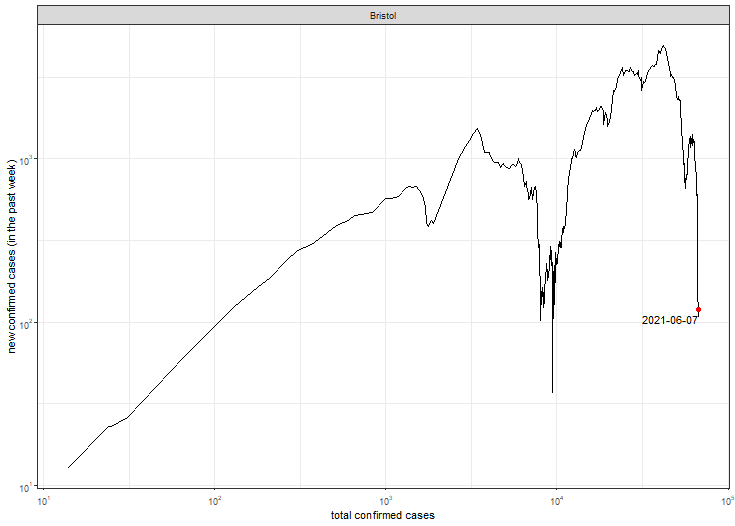 Bristol
new confirmed cases (in the past week)
10³
10²
10¹
2021-06-07
10¹ 10² 10³ 10⁴ 10⁵
total confirmed cases